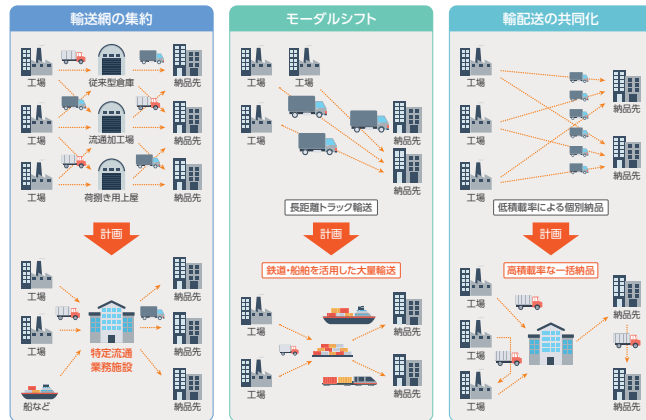 輸送網の集約
工場
従来型倉庫
納品先
工場
流通加工場
納品先
工場
荷捌き用上屋
納品先
計画
工場
納品先
工場
特定流通
業務施設
納品先
船など
納品先
モーダルシフト
工場
工場
工場
納品先
納品先
長距離トラック輸送
計画
鉄道・船舶を活用した大量輸送
工場
納品先
工場
納品先
輸配送の共同化
工場
納品先
工場
工場
納品先
低積載率による個別納品
計画
高積載率な一括納品
工場
納品先
工場
工場
納品先